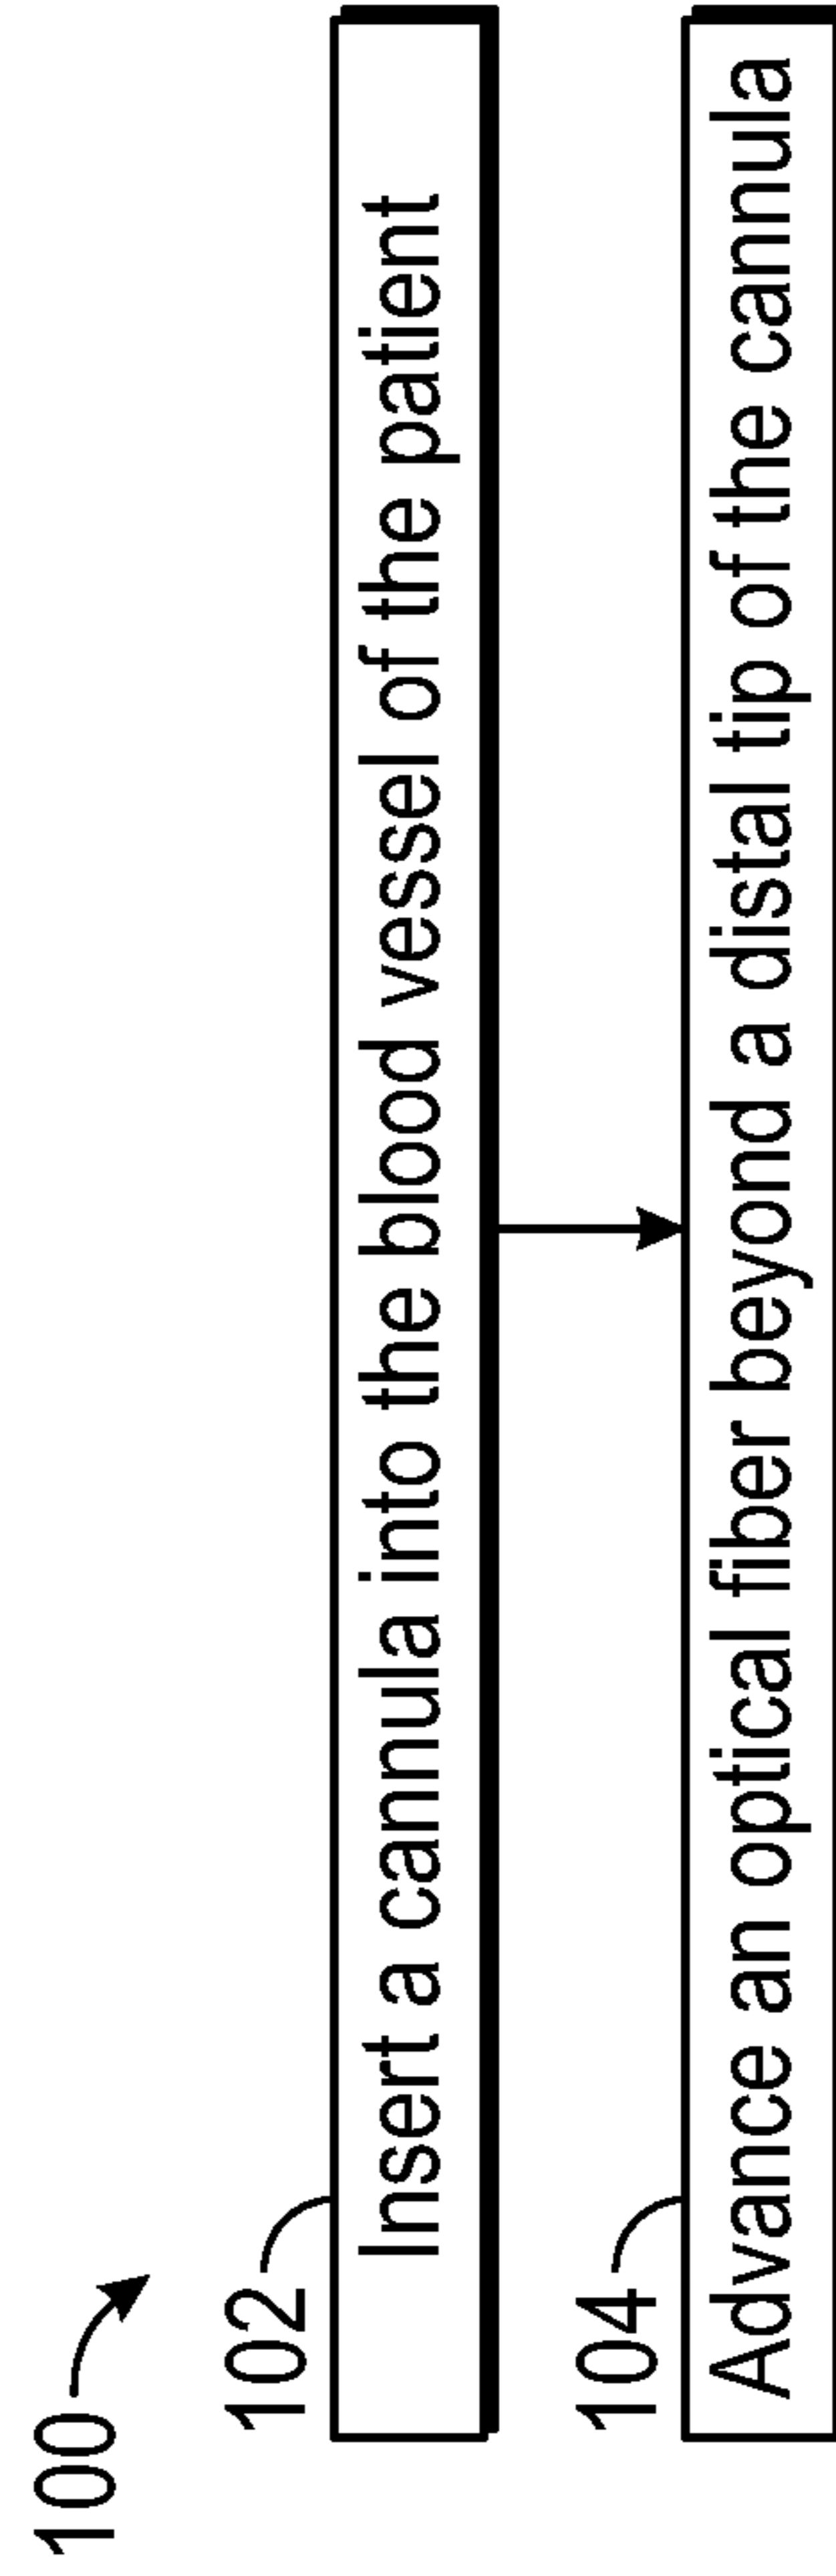 100
102
Insert a cannula into the blood vessel of the patient
104
Advance an optical fiber beyond a distal tip of the cannula